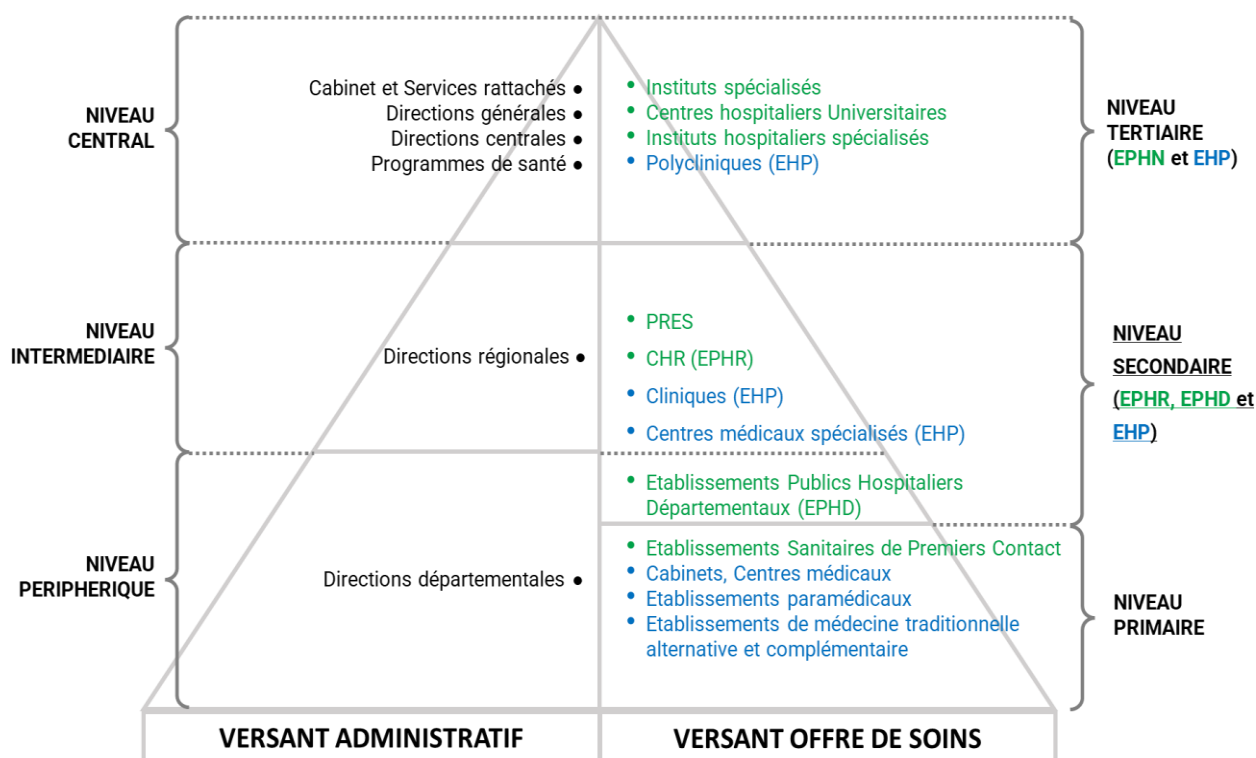 NIVEAU
CENTRAL
Cabinet et Services rattachés •
Directions générales •
Directions centrales •
Programmes de santé •
• Instituts spécialisés
• Centres hospitaliers Universitaires
• Instituts hospitaliers spécialisés
• Polycliniques (EHP)
NIVEAU
TERTIAIRE
(EPHN et EHP)
NIVEAU
INTERMEDIAIRE
Directions régionales •
• PRES
• CHR (EPHR)
• Cliniques (EHP)
• Centres médicaux spécialisés (EHP)
NIVEAU
SECONDAIRE
(EPHR, EPHD et
EHP)
• Etablissements Publics Hospitaliers
Départementaux (EPHD)
NIVEAU
PERIPHERIQUE
Directions départementales •
• Etablissements Sanitaires de Premiers Contact
• Cabinets, Centres médicaux
• Etablissements paramédicaux
• Etablissements de médecine traditionnelle
alternative et complémentaire
NIVEAU
PRIMAIRE
VERSANT ADMINISTRATIF
VERSANT OFFRE DE SOINS